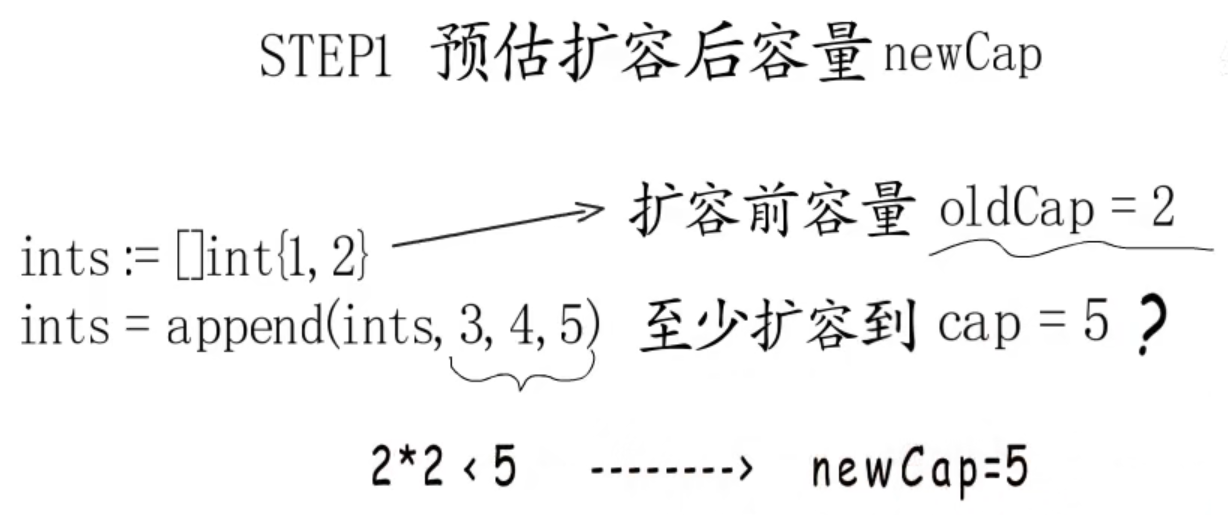 STEP1 预估扩容后容量newCap
扩容前容量 oldCap = 2
ints := []int{1, 2}
ints = append(ints, 3, 4, 5) 至少扩容到 cap = 5 ?
2*2 < 5 --------> newCap=5